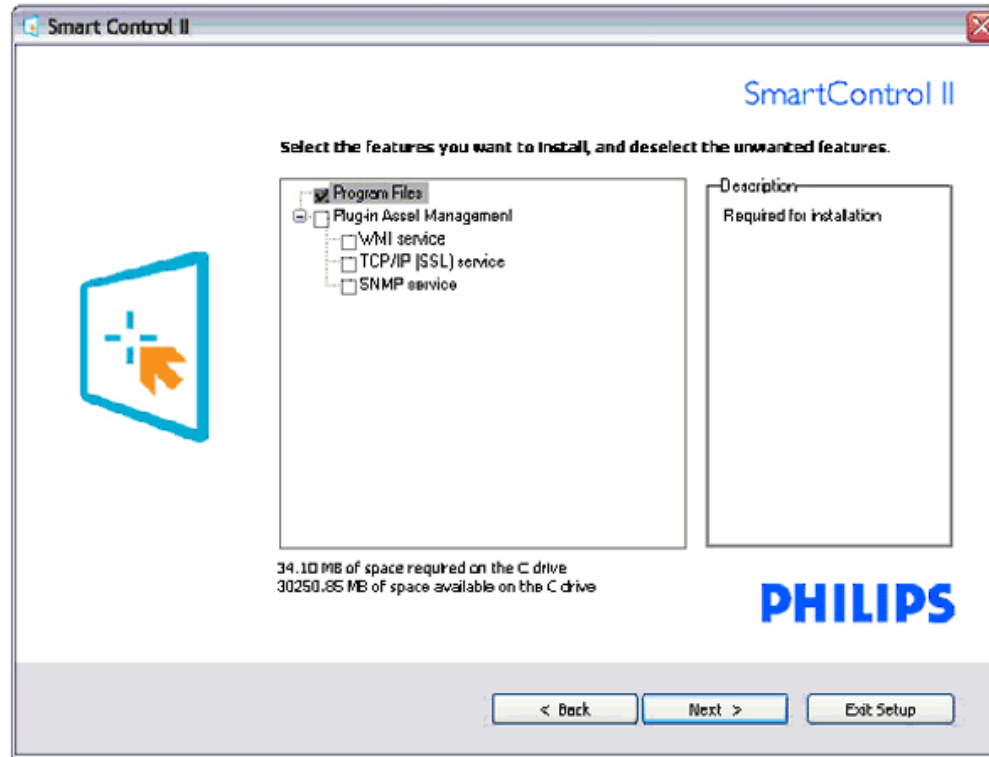 Smart Control II
SmartControl II
Select the features you want to install, and deselect the unwanted features.
Program Files
Plug-in Asset Management
WMI service
TCP/IP (SSL) service
SNMP service
Description
Required for installation
34.10 MB of space required on the C drive
30250.85 MB of space available on the C drive
PHILIPS
< Back
Next >
Exit Setup